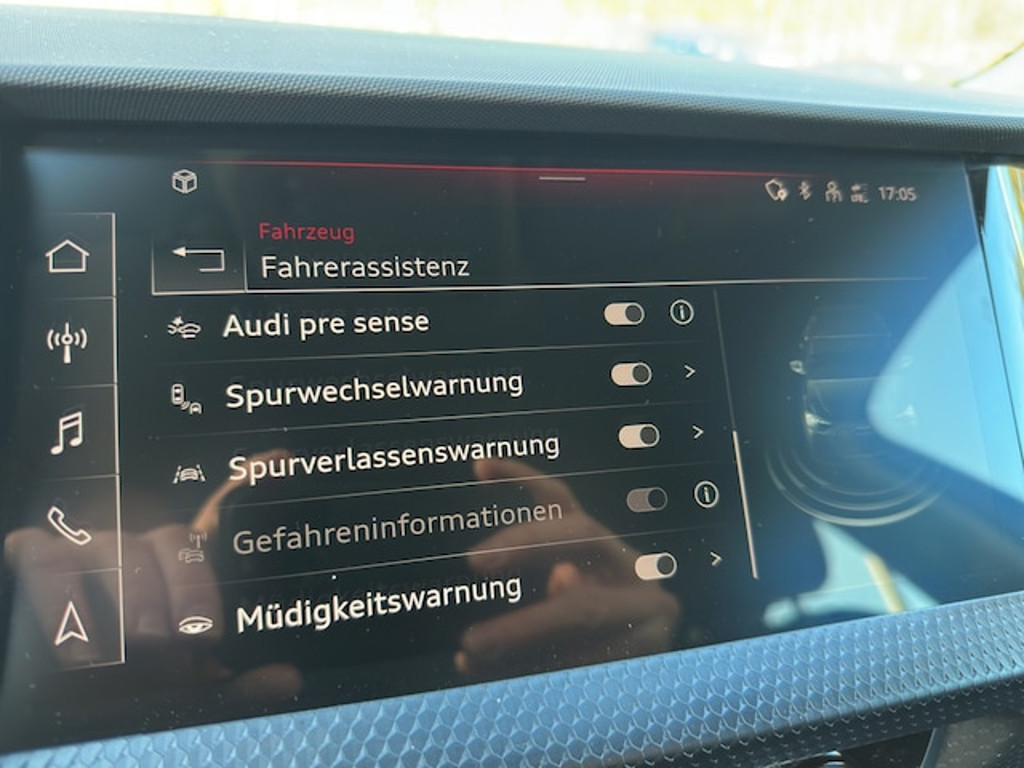 17:05
Fahrzeug
Fahrerassistenz
Audi pre sense
Spurwechselwarnung
Spurverlassenswarnung
Gefahreninformationen
Müdigkeitswarnung